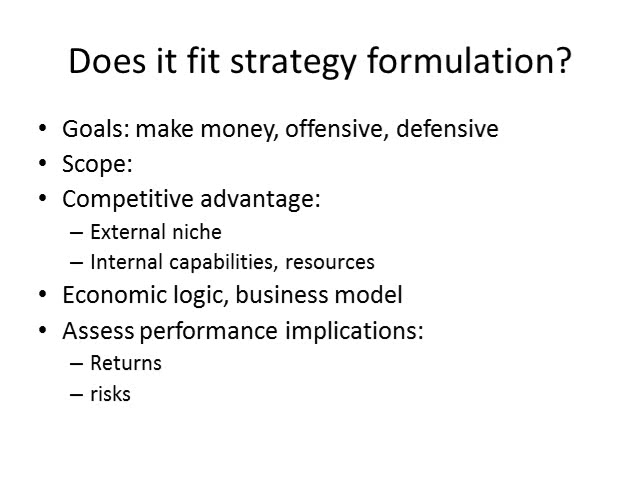 Does it fit strategy formulation?
• Goals: make money, offensive, defensive
• Scope:
• Competitive advantage:
– External niche
– Internal capabilities, resources
• Economic logic, business model
• Assess performance implications:
– Returns
– risks